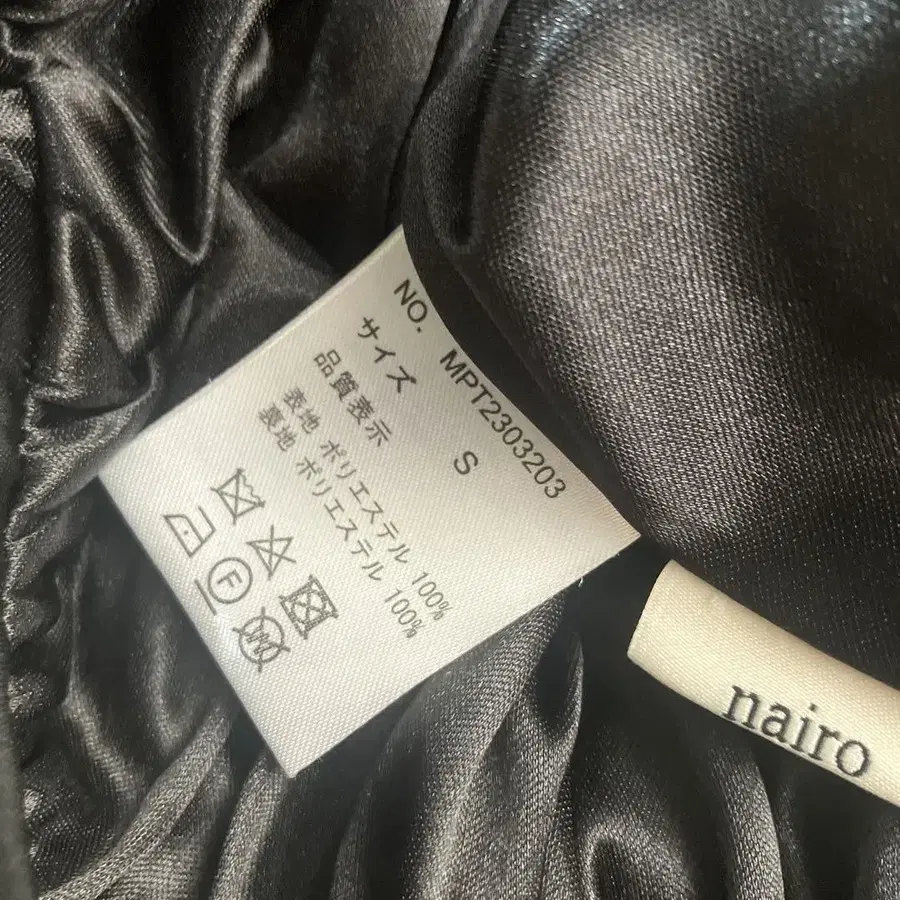 NO. MPT2303203
サイズ S
品質表示
表地 ポリエステル 100%
裏地 ポリエステル 100%
F
W
nairo